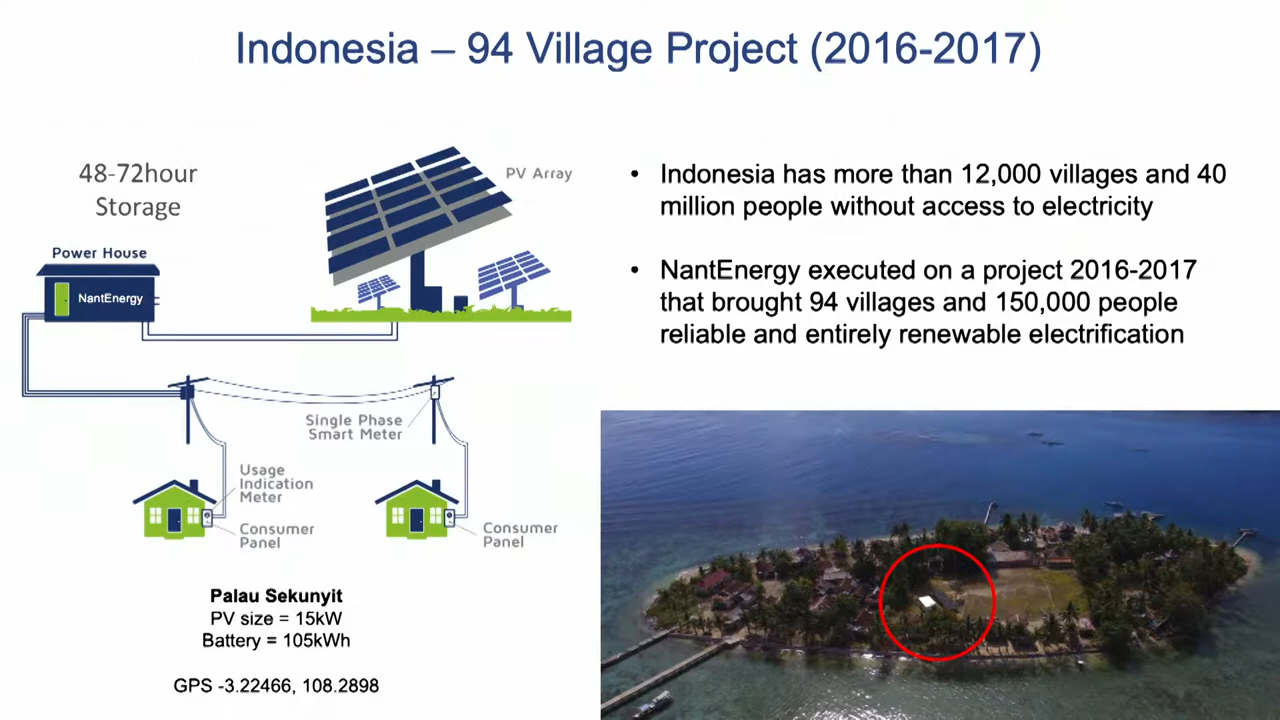 Indonesia – 94 Village Project (2016-2017)
48-72hour
Storage
PV Array
Power House
NantEnergy
Single Phase
Smart Meter
Usage
Indication
Meter
Consumer
Panel
Consumer
Panel
Palau Sekunyit
PV size = 15kW
Battery = 105kWh
GPS -3.22466, 108.2898
• Indonesia has more than 12,000 villages and 40
million people without access to electricity
• NantEnergy executed on a project 2016-2017
that brought 94 villages and 150,000 people
reliable and entirely renewable electrification